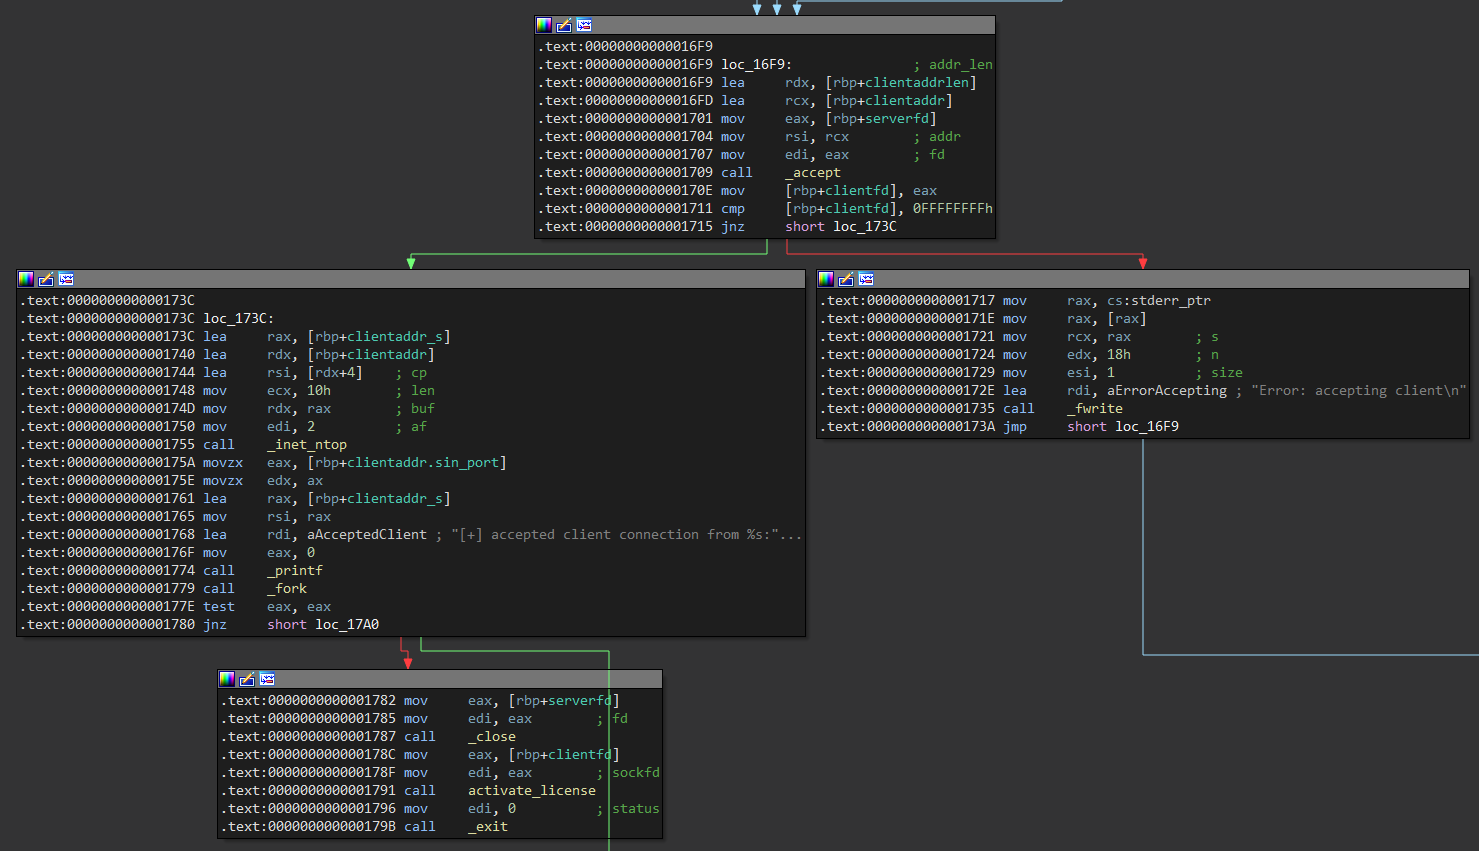 .text:00000000000016F9
.text:00000000000016F9 loc_16F9: ; addr_len
.text:00000000000016F9 lea rdx, [rbp+clientaddrlen]
.text:00000000000016FD lea rcx, [rbp+clientaddr]
.text:0000000000001701 mov eax, [rbp+serverfd]
.text:0000000000001704 mov rsi, rcx ; addr
.text:0000000000001707 mov edi, eax ; fd
.text:0000000000001709 call _accept
.text:000000000000170E mov [rbp+clientfd], eax
.text:0000000000001711 cmp [rbp+clientfd], 0FFFFFFFFh
.text:0000000000001715 jnz short loc_173C
.text:000000000000173C
.text:000000000000173C loc_173C:
.text:000000000000173C lea rax, [rbp+clientaddr_s]
.text:0000000000001740 lea rdx, [rbp+clientaddr]
.text:0000000000001744 lea rsi, [rdx+4] ; cp
.text:0000000000001748 mov ecx, 10h ; len
.text:000000000000174D mov rdx, rax ; buf
.text:0000000000001750 mov edi, 2 ; af
.text:0000000000001755 call _inet_ntop
.text:000000000000175A movzx eax, [rbp+clientaddr.sin_port]
.text:000000000000175E movzx edx, ax
.text:0000000000001761 lea rax, [rbp+clientaddr_s]
.text:0000000000001765 mov rsi, rax
.text:0000000000001768 lea rdi, aAcceptedClient ; "[+] accepted client connection from %s:"...
.text:000000000000176F mov eax, 0
.text:0000000000001774 call _printf
.text:0000000000001779 call _fork
.text:000000000000177E test eax, eax
.text:0000000000001780 jnz short loc_17A0
.text:0000000000001717 mov rax, cs:stderr_ptr
.text:000000000000171E mov rax, [rax]
.text:0000000000001721 mov rcx, rax ; s
.text:0000000000001724 mov edx, 18h ; n
.text:0000000000001729 mov esi, 1 ; size
.text:000000000000172E lea rdi, aErrorAccepting ; "Error: accepting client\n"
.text:0000000000001735 call _fwrite
.text:000000000000173A jmp short loc_16F9
.text:0000000000001782 mov eax, [rbp+serverfd]
.text:0000000000001785 mov edi, eax ; fd
.text:0000000000001787 call _close
.text:000000000000178C mov eax, [rbp+clientfd]
.text:000000000000178F mov edi, eax ; sockfd
.text:0000000000001791 call activate_license
.text:0000000000001796 mov edi, 0 ; status
.text:000000000000179B call _exit